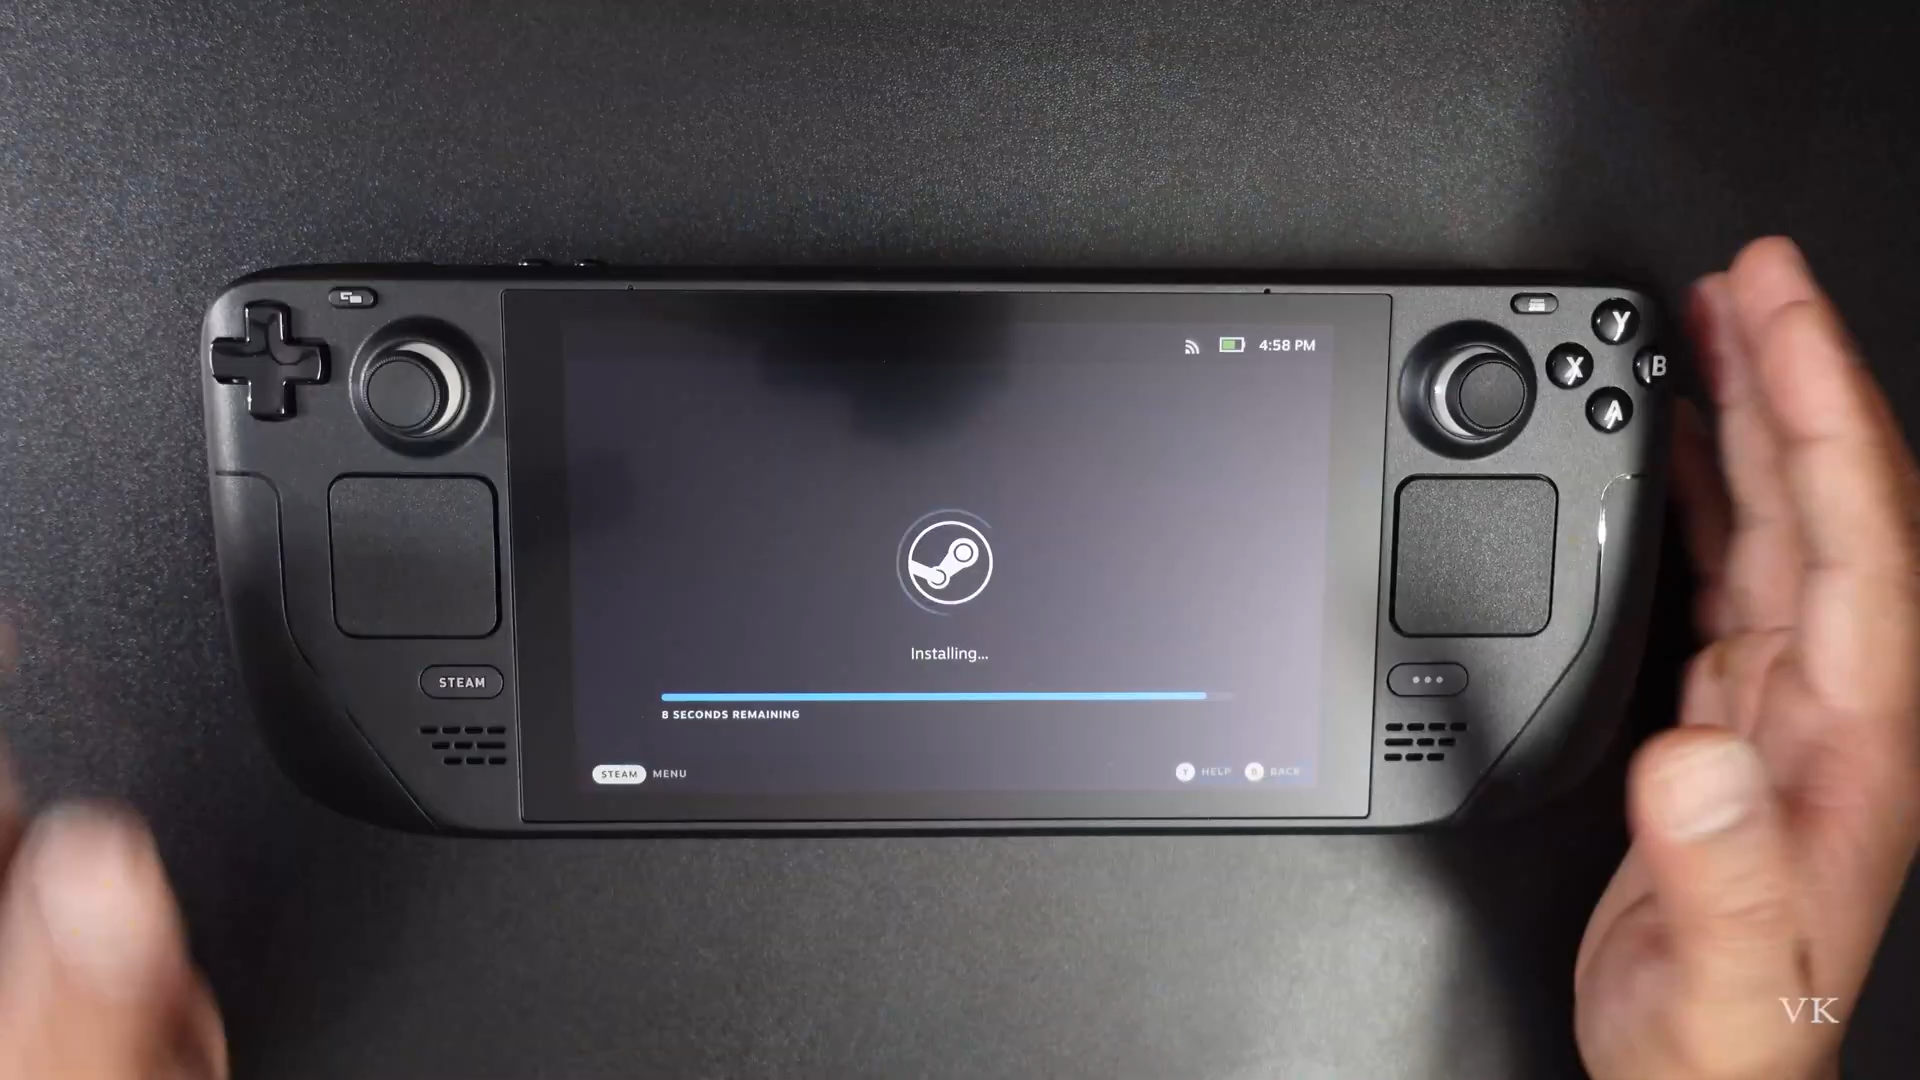 4:58 PM
Y
X
B
A
Installing...
STEAM
8 SECONDS REMAINING
STEAM MENU
Y HELP B BACK
VK